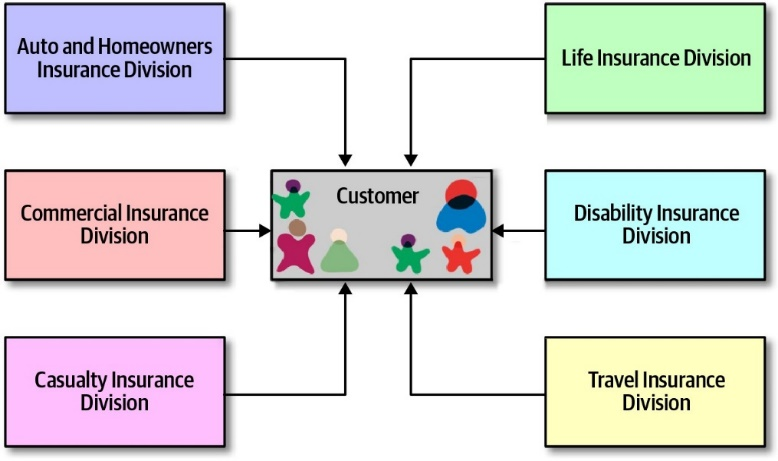 Auto and Homeowners
Insurance Division
Life Insurance Division
Commercial Insurance
Division
Customer
Disability Insurance
Division
Casualty Insurance
Division
Travel Insurance
Division